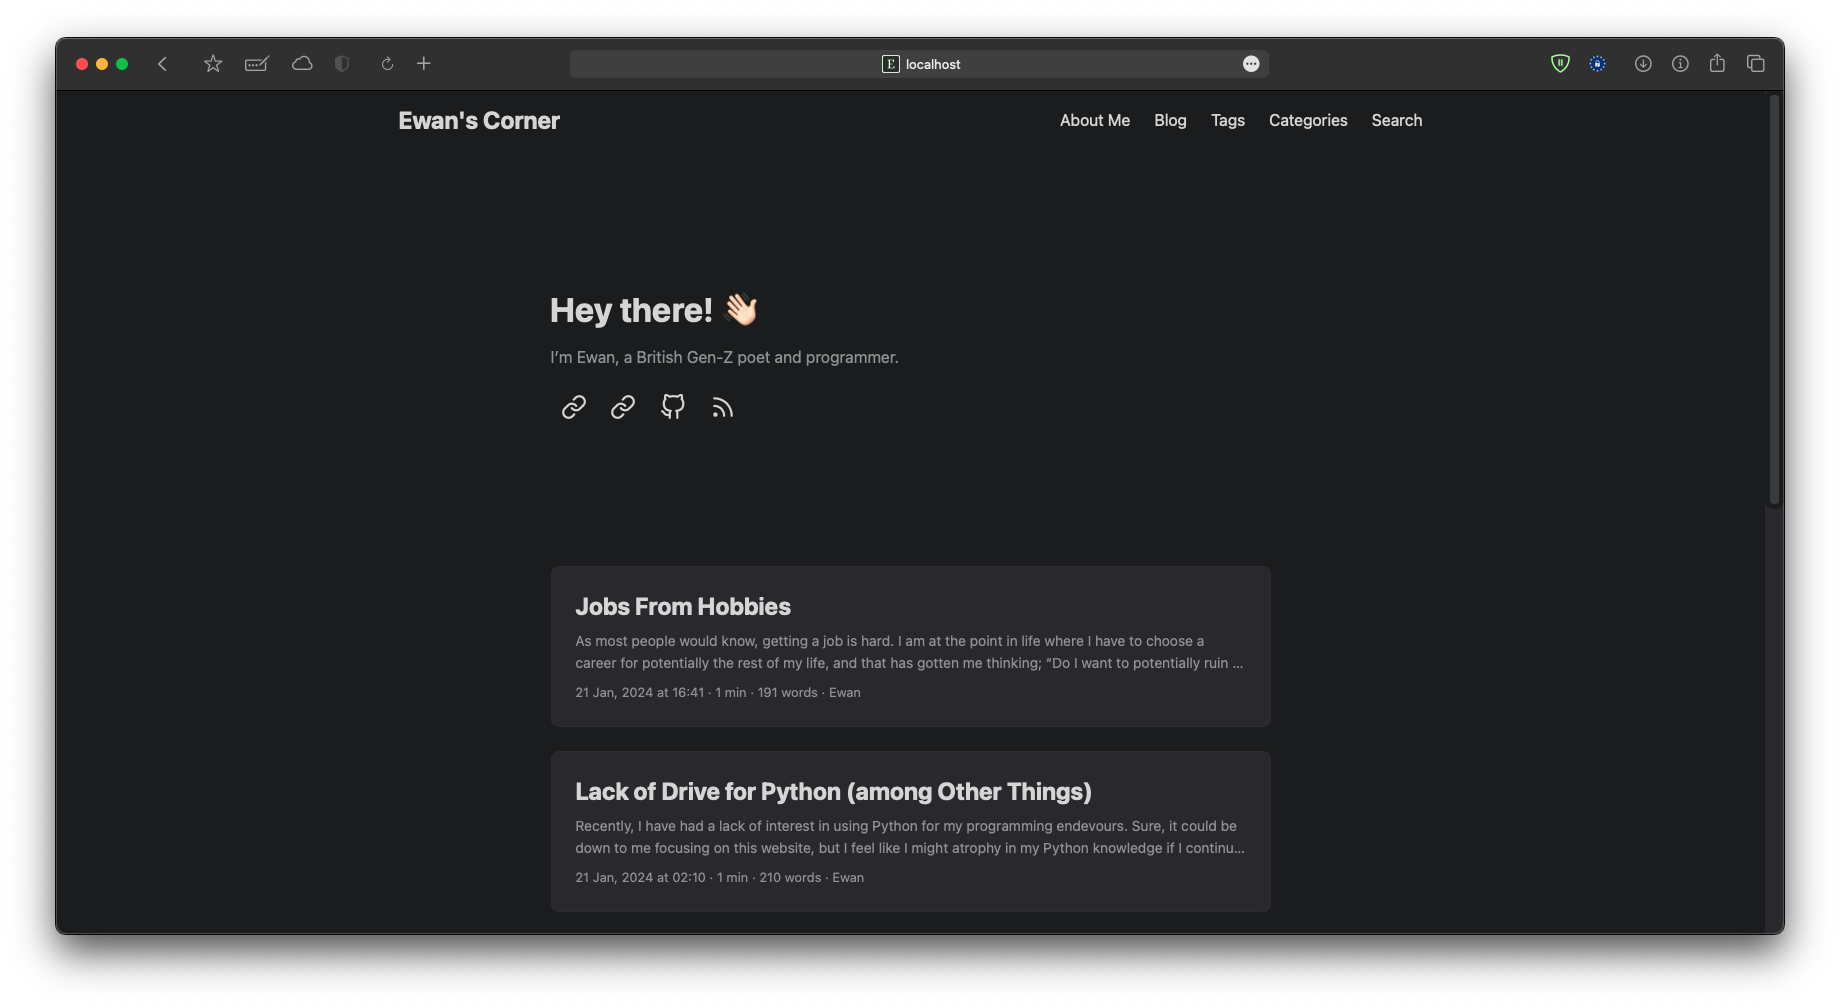 E localhost
Ewan's Corner
About Me Blog Tags Categories Search
Hey there! 👋🏻
I’m Ewan, a British Gen-Z poet and programmer.
Jobs From Hobbies
As most people would know, getting a job is hard. I am at the point in life where I have to choose a
career for potentially the rest of my life, and that has gotten me thinking; “Do I want to potentially ruin ...
21 Jan, 2024 at 16:41 · 1 min · 191 words · Ewan
Lack of Drive for Python (among Other Things)
Recently, I have had a lack of interest in using Python for my programming endevours. Sure, it could be
down to me focusing on this website, but I feel like I might atrophy in my Python knowledge if I continu...
21 Jan, 2024 at 02:10 · 1 min · 210 words · Ewan